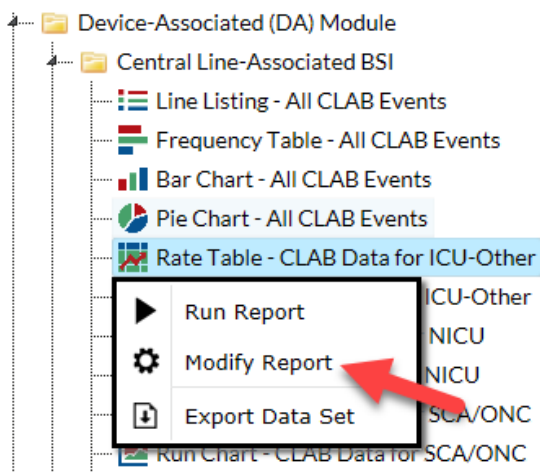 Device-Associated (DA) Module
Central Line-Associated BSI
Line Listing - All CLAB Events
Frequency Table - All CLAB Events
Bar Chart - All CLAB Events
Pie Chart - All CLAB Events
Rate Table - CLAB Data for ICU-Other
ICU-Other
Run Report
NICU
Modify Report
NICU
Export Data Set
SCA/ONC
Run Chart - CLAB Data for SCA/ONC